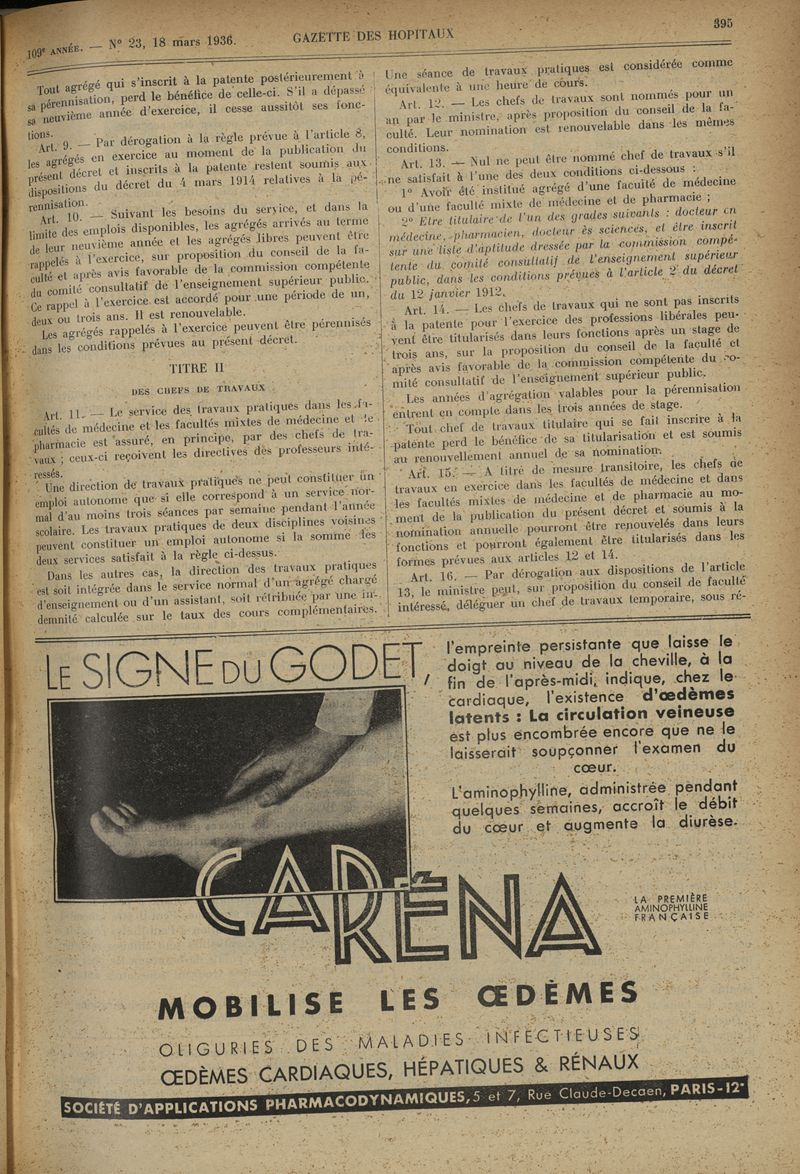 109e ANNÉE. — N° 23, 18 mars 1936.
GAZETTE DES HOPITAUX
395
Tout agrégé qui s'inscrit à la patente postérieurement à
sa pérennisation, perd le bénéfice de celle-ci. S'il a dépassé
sa neuvième année d'exercice, il cesse aussitôt ses fonc-
tions.
Art. 9. — Par dérogation à la règle prévue à l'article 8,
les agrégés en exercice au moment de la publication du
présent décret et inscrits à la patente restent soumis aux
dispositions du décret du 4 mars 1914 relatives à la pé-
rennisation.
Art. 10. — Suivant les besoins du service, et dans la
limite des emplois disponibles, les agrégés arrivés au terme
de leur neuvième année et les agrégés libres peuvent être
rappelés à l'exercice, sur proposition du conseil de la fa-
culté et après avis favorable de la commission compétente
du comité consultatif de l'enseignement supérieur public.
Ce rappel à l'exercice est accordé pour une période de un,
deux ou trois ans. Il est renouvelable.
Les agrégés rappelés à l'exercice peuvent être pérennisés
dans les conditions prévues au présent décret.
TITRE II
DES CHEFS DE TRAVAUX
Art. 11. — Le service des travaux pratiques dans les fa-
cultés de médecine et les facultés mixtes de médecine et de
pharmacie est assuré, en principe, par des chefs de tra-
vaux ; ceux-ci reçoivent les directives des professeurs inté-
ressés.
Une direction de travaux pratiques ne peut constituer un
emploi autonome que si elle correspond à un service nor-
mal d'au moins trois séances par semaine pendant l'année
scolaire. Les travaux pratiques de deux disciplines voisines
peuvent constituer un emploi autonome si la somme des
deux services satisfait à la règle ci-dessus.
Dans les autres cas, la direction des travaux pratiques
est soit intégrée dans le service normal d'un agrégé chargé
d'enseignement ou d'un assistant, soit rétribuée par une in-
demnité calculée sur le taux des cours complémentaires.
Une séance de travaux pratiques est considérée comme
équivalente à une heure de cours.
Art. 12. — Les chefs de travaux sont nommés pour un
an par le ministre, après proposition du conseil de la fa-
culté. Leur nomination est renouvelable dans les mêmes
conditions.
Art. 13. — Nul ne peut être nommé chef de travaux s'il
ne satisfait à l'une des deux conditions ci-dessous :
1° Avoir été institué agrégé d'une faculté de médecine
ou d'une faculté mixte de médecine et de pharmacie ;
2° Etre titulaire de l'un des grades suivants : docteur en
médecine, pharmacien, docteur ès sciences, et être inscrit
sur une liste d'aptitude dressée par la commission compé-
tente du comité consultatif de l'enseignement supérieur
public, dans les conditions prévues à l'article 2 du décret
du 12 janvier 1912.
Art. 14. — Les chefs de travaux qui ne sont pas inscrits
à la patente pour l'exercice des professions libérales peu-
vent être titularisés dans leurs fonctions après un stage de
trois ans, sur la proposition du conseil de la faculté et
après avis favorable de la commission compétente du co-
mité consultatif de l'enseignement supérieur public.
Les années d'agrégation valables pour la pérennisation
entrent en compte dans les trois années de stage.
Tout chef de travaux titulaire qui se fait inscrire à la
patente perd le bénéfice de sa titularisation et est soumis
au renouvellement annuel de sa nomination.
Art. 15. — A titre de mesure transitoire, les chefs de
travaux en exercice dans les facultés de médecine et dans
les facultés mixtes de médecine et de pharmacie au mo-
ment de la publication du présent décret et soumis à la
nomination annuelle pourront être renouvelés dans leurs
fonctions et pourront également être titularisés dans les
formes prévues aux articles 12 et 14.
Art. 16. — Par dérogation aux dispositions de l'article
13, le ministre peut, sur proposition du conseil de faculté
intéressé, déléguer un chef de travaux temporaire, sous ré-
LE SIGNE DU GODET,
l'empreinte persistante que laisse le
doigt au niveau de la cheville, à la
fin de l'après-midi, indique, chez le
cardiaque, l'existence d'œdèmes
latents : La circulation veineuse
est plus encombrée encore que ne le
laisserait soupçonner l'examen du
cœur.
L'aminophylline, administrée pendant
quelques semaines, accroît le débit
du cœur et augmente la diurèse.
CARÉNA
LA PREMIÈRE
AMINOPHYLLINE
FRANÇAISE
MOBILISE LES ŒDÈMES
OLIGURIES DES MALADIES INFECTIEUSES
ŒDÈMES CARDIAQUES, HÉPATIQUES & RÉNAUX
SOCIÉTÉ D'APPLICATIONS PHARMACODYNAMIQUES, 5 et 7, Rue Claude-Decaen, PARIS-12e